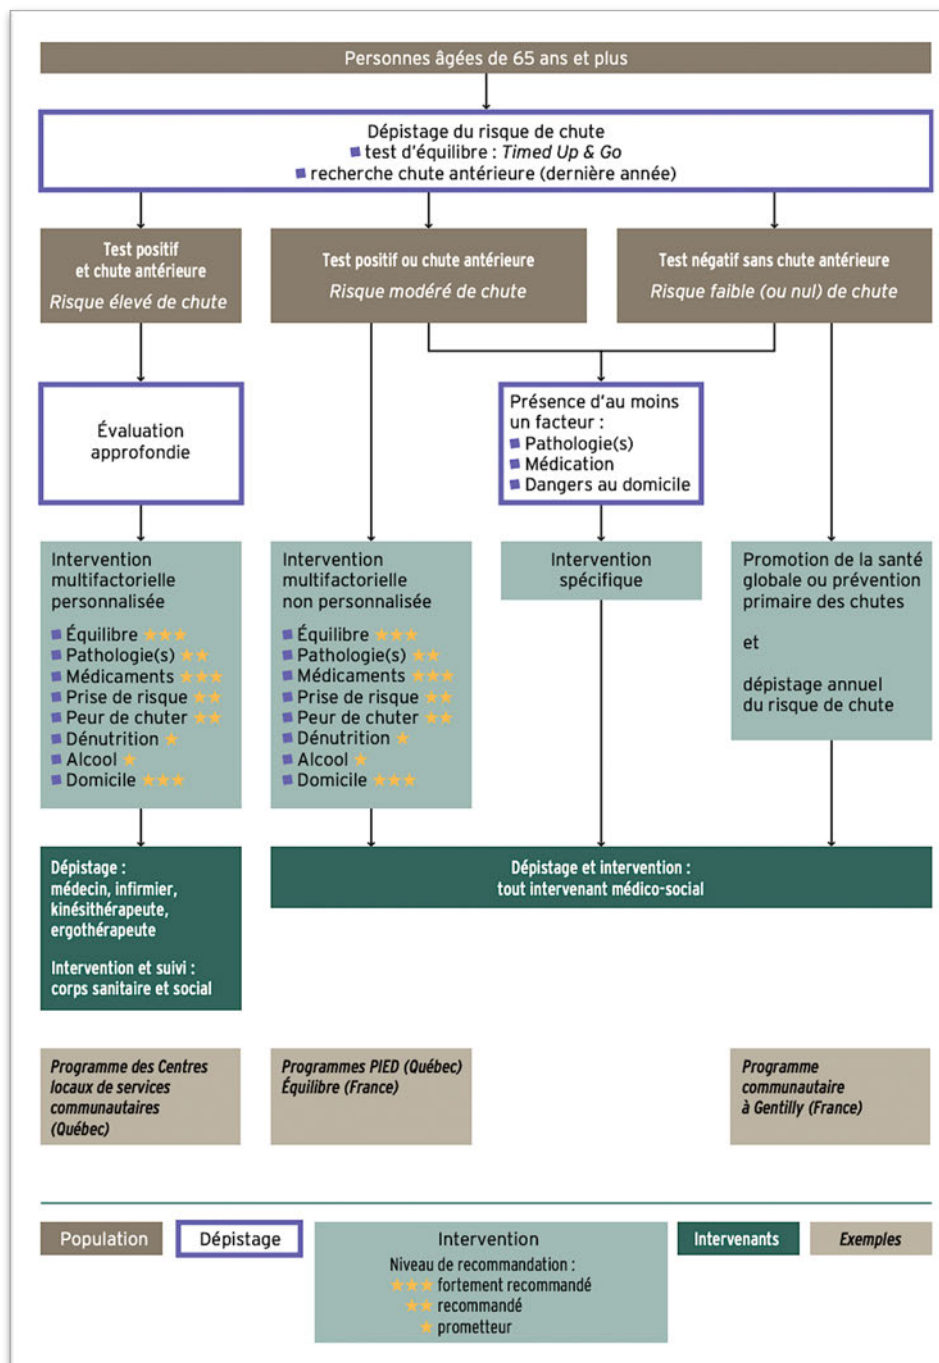 Personnes âgées de 65 ans et plus
Dépistage du risque de chute
■ test d'équilibre : Timed Up & Go
■ recherche chute antérieure (dernière année)
Test positif
et chute antérieure
Risque élevé de chute
Test positif ou chute antérieure
Risque modéré de chute
Test négatif sans chute antérieure
Risque faible (ou nul) de chute
Évaluation
approfondie
Présence d'au moins
un facteur :
■ Pathologie(s)
■ Médication
■ Dangers au domicile
Intervention
multifactorielle
personnalisée
■ Équilibre ★★★
■ Pathologie(s) ★★
■ Médicaments ★★★
■ Prise de risque ★★
■ Peur de chuter ★★
■ Dénutrition ★
■ Alcool ★
■ Domicile ★★★
Intervention
multifactorielle
non personnalisée
■ Équilibre ★★★
■ Pathologie(s) ★★
■ Médicaments ★★★
■ Prise de risque ★★
■ Peur de chuter ★★
■ Dénutrition ★
■ Alcool ★
■ Domicile ★★★
Intervention
spécifique
Promotion de la santé
globale ou prévention
primaire des chutes
et
dépistage annuel
du risque de chute
Dépistage :
médecin, infirmier,
kinésithérapeute,
ergothérapeute
Intervention et suivi :
corps sanitaire et social
Dépistage et intervention :
tout intervenant médico-social
Programme des Centres
locaux de services
communautaires
(Québec)
Programmes PIED (Québec)
Équilibre (France)
Programme
communautaire
à Gentilly (France)
Population
Dépistage
Intervention
Niveau de recommandation :
★★★ fortement recommandé
★★ recommandé
★ prometteur
Intervenants
Exemples